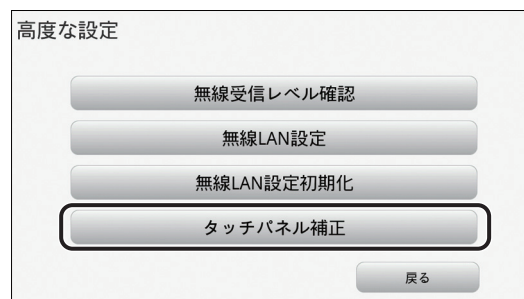 高度な設定
無線受信レベル確認
無線LAN設定
無線LAN設定初期化
タッチパネル補正
戻る